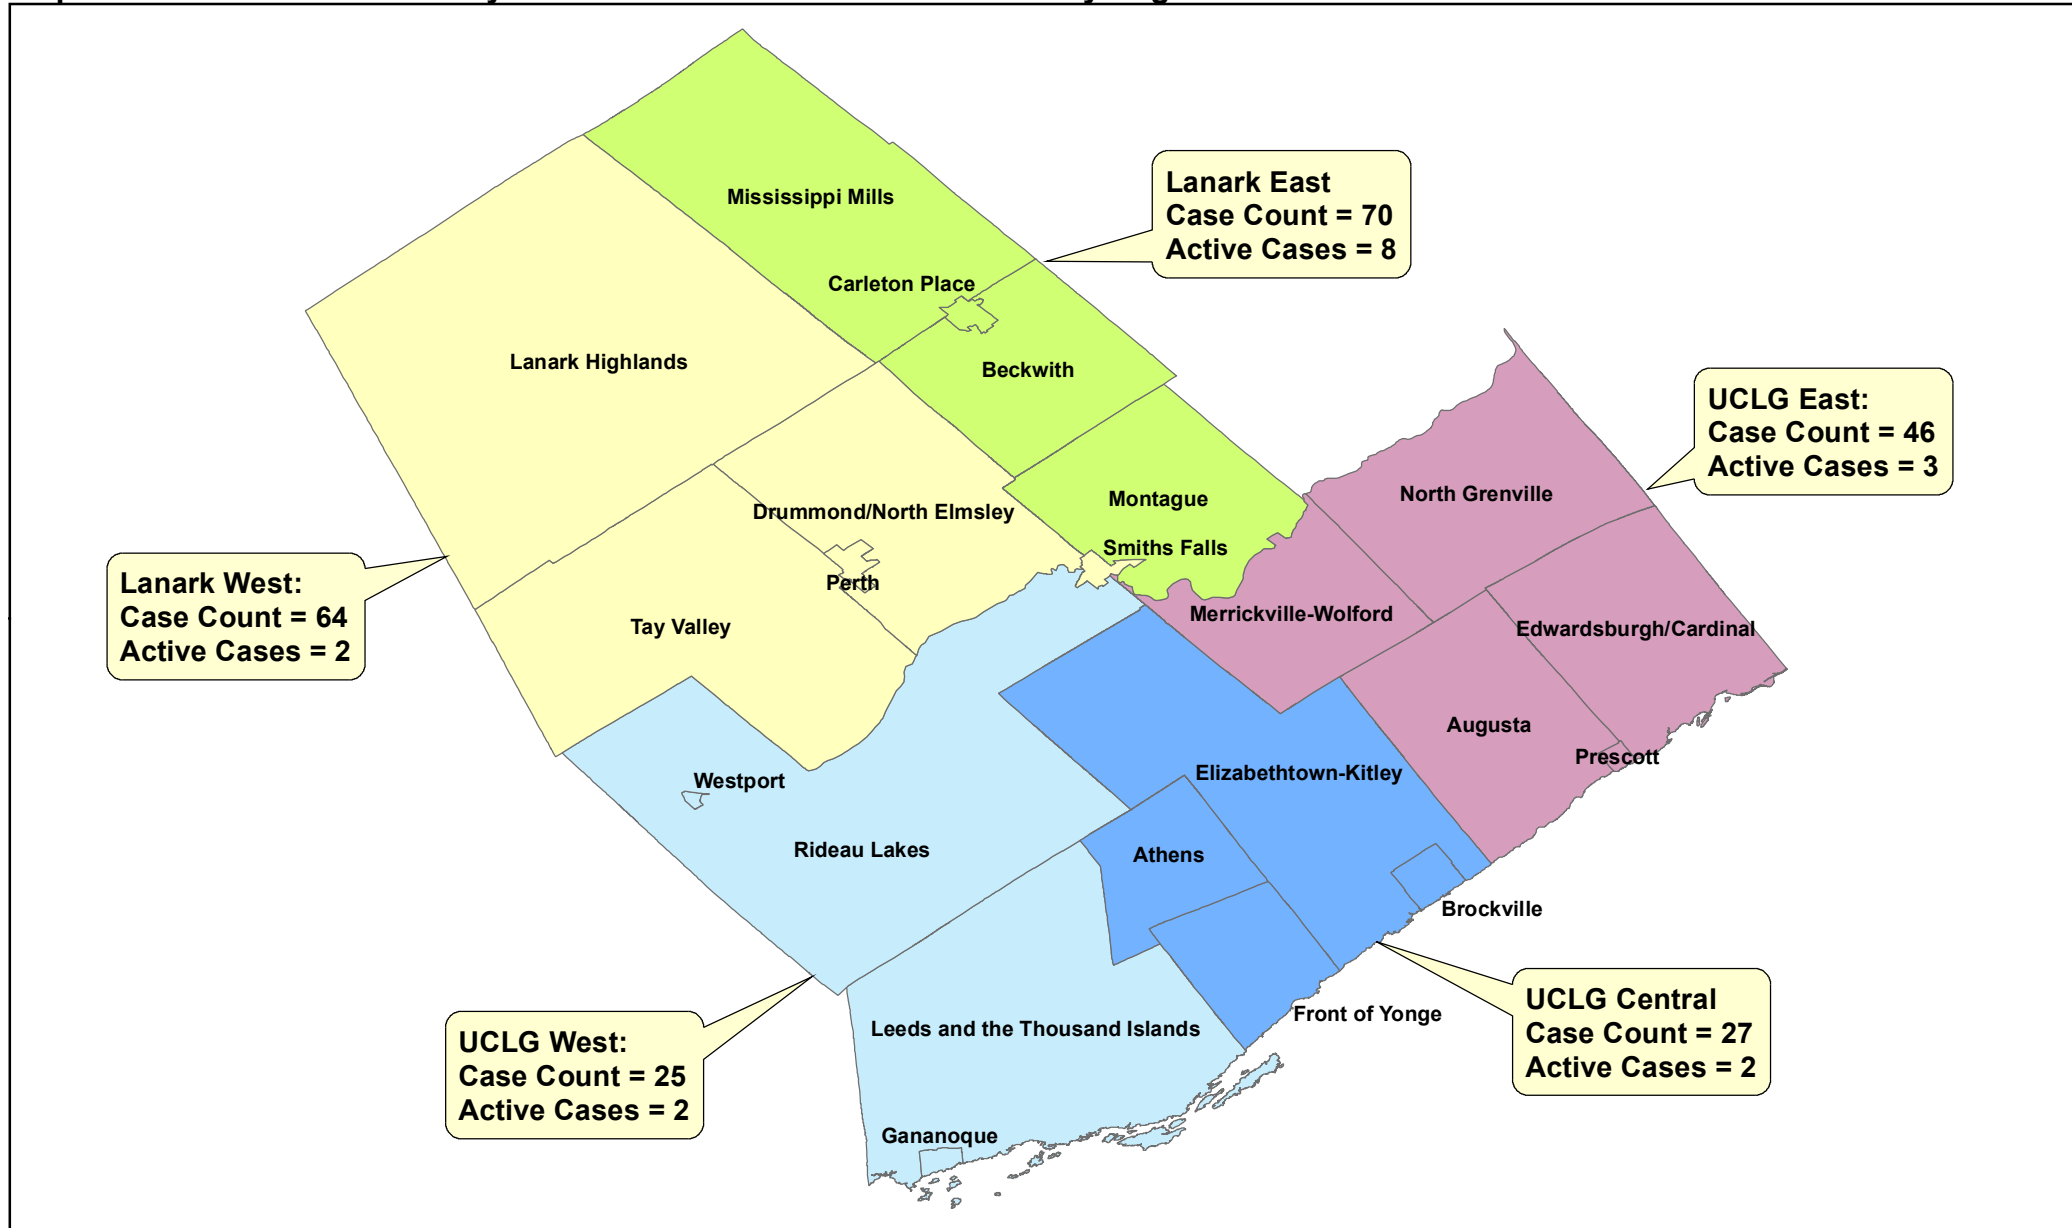 Mississippi Mills
Lanark East
Case Count = 70
Active Cases = 8
Carleton Place
Lanark Highlands
Beckwith
UCLG East:
Case Count = 46
Active Cases = 3
North Grenville
Montague
Drummond/North Elmsley
Smiths Falls
Perth
Lanark West:
Case Count = 64
Active Cases = 2
Tay Valley
Merrickville-Wolford
Edwardsburgh/Cardinal
Augusta
Prescott
Westport
Elizabethtown-Kitley
Rideau Lakes
Athens
Brockville
UCLG Central
Case Count = 27
Active Cases = 2
Front of Yonge
Leeds and the Thousand Islands
UCLG West:
Case Count = 25
Active Cases = 2
Gananoque